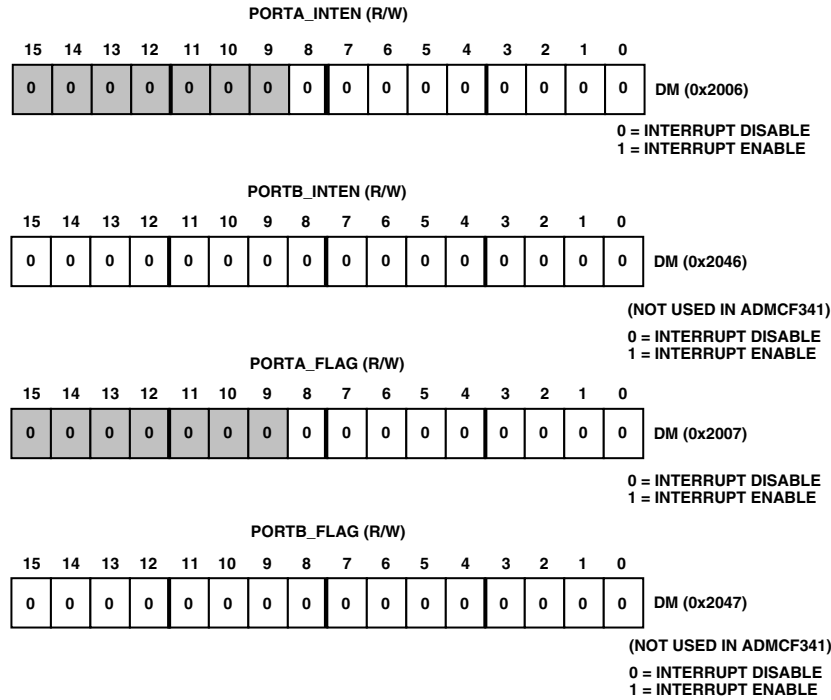 PORTA_INTEN (R/W)
15 14 13 12 11 10 9 8 7 6 5 4 3 2 1 0
0 0 0 0 0 0 0 0 0 0 0 0 0 0 0 0 DM (0x2006)
0 = INTERRUPT DISABLE
1 = INTERRUPT ENABLE
PORTB_INTEN (R/W)
15 14 13 12 11 10 9 8 7 6 5 4 3 2 1 0
0 0 0 0 0 0 0 0 0 0 0 0 0 0 0 0 DM (0x2046)
(NOT USED IN ADMCF341)
0 = INTERRUPT DISABLE
1 = INTERRUPT ENABLE
PORTA_FLAG (R/W)
15 14 13 12 11 10 9 8 7 6 5 4 3 2 1 0
0 0 0 0 0 0 0 0 0 0 0 0 0 0 0 0 DM (0x2007)
0 = INTERRUPT DISABLE
1 = INTERRUPT ENABLE
PORTB_FLAG (R/W)
15 14 13 12 11 10 9 8 7 6 5 4 3 2 1 0
0 0 0 0 0 0 0 0 0 0 0 0 0 0 0 0 DM (0x2047)
(NOT USED IN ADMCF341)
0 = INTERRUPT DISABLE
1 = INTERRUPT ENABLE